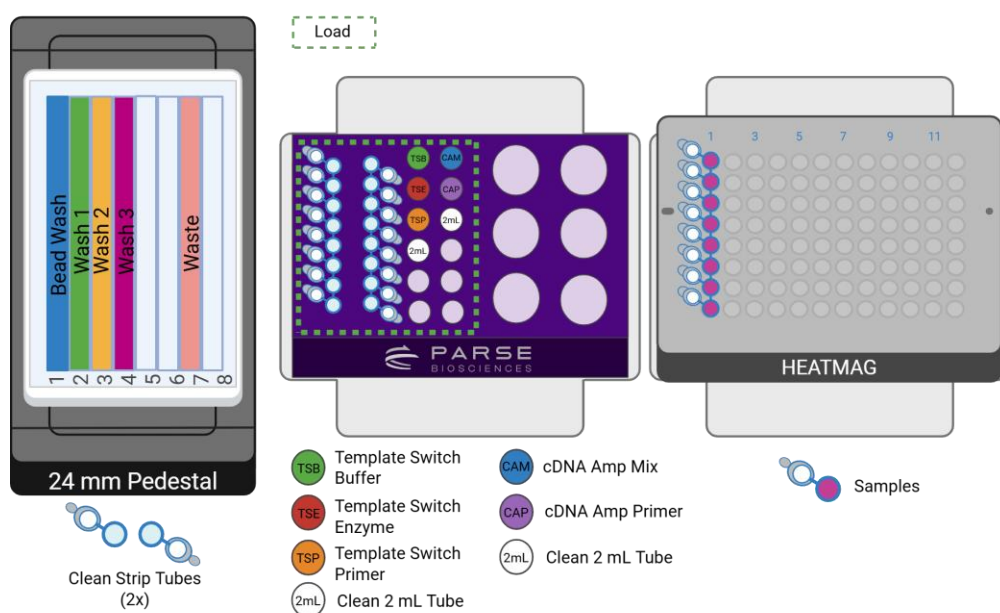 Load
Bead Wash
Wash 1
Wash 2
Wash 3
Waste
1 2 3 4 5 6 7 8
24 mm Pedestal
Clean Strip Tubes
(2x)
TSB CAM
TSE CAP
TSP 2mL
2mL
PARSE
BIOSCIENCES
1 3 5 7 9 11
HEATMAG
TSB Template Switch
Buffer
TSE Template Switch
Enzyme
TSP Template Switch
Primer
2mL Clean 2 mL Tube
CAM cDNA Amp Mix
CAP cDNA Amp Primer
2mL Clean 2 mL Tube
Samples